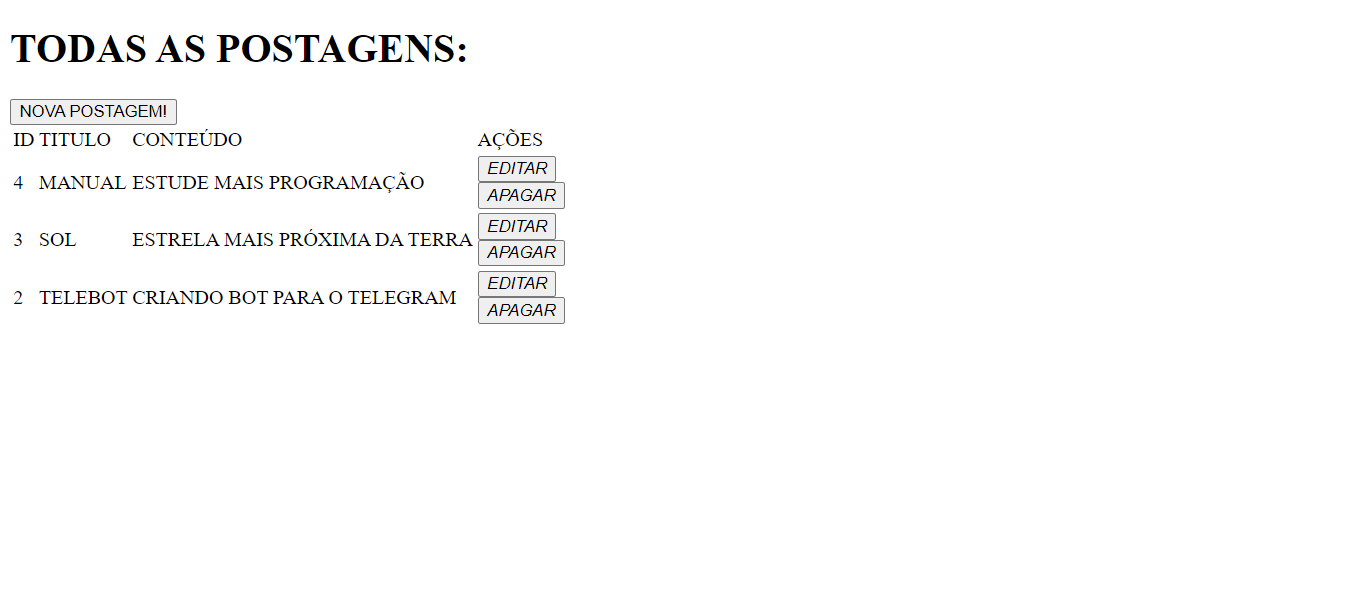 TODAS AS POSTAGENS:
NOVA POSTAGEM!
ID TITULO CONTEÚDO AÇÕES
4 MANUAL ESTUDE MAIS PROGRAMAÇÃO EDITAR
APAGAR
3 SOL ESTRELA MAIS PRÓXIMA DA TERRA EDITAR
APAGAR
2 TELEBOT CRIANDO BOT PARA O TELEGRAM EDITAR
APAGAR